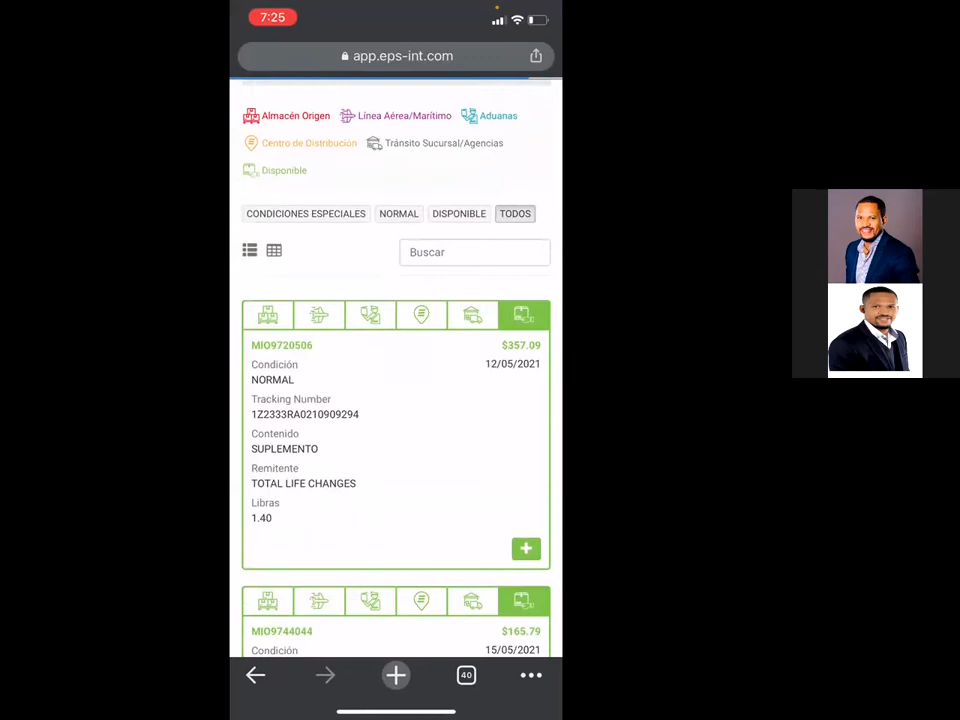 7:25
app.eps-int.com
Almacén Origen Línea Aérea/Marítimo Aduanas
Centro de Distribución Tránsito Sucursal/Agencias
Disponible
CONDICIONES ESPECIALES NORMAL DISPONIBLE TODOS
Buscar
MIO9720506 $357.09
Condición 12/05/2021
NORMAL
Tracking Number
1Z2333RA0210909294
Contenido
SUPLEMENTO
Remitente
TOTAL LIFE CHANGES
Libras
1.40
MIO9744044 $165.79
Condición 15/05/2021
40